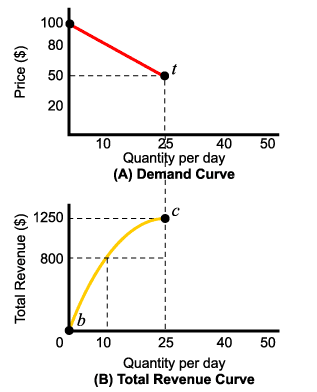 Price ($)
100
80
50
20
t
10 25 40 50
Quantity per day
(A) Demand Curve
Total Revenue ($)
1250
800
c
b
0 10 25 40 50
Quantity per day
(B) Total Revenue Curve